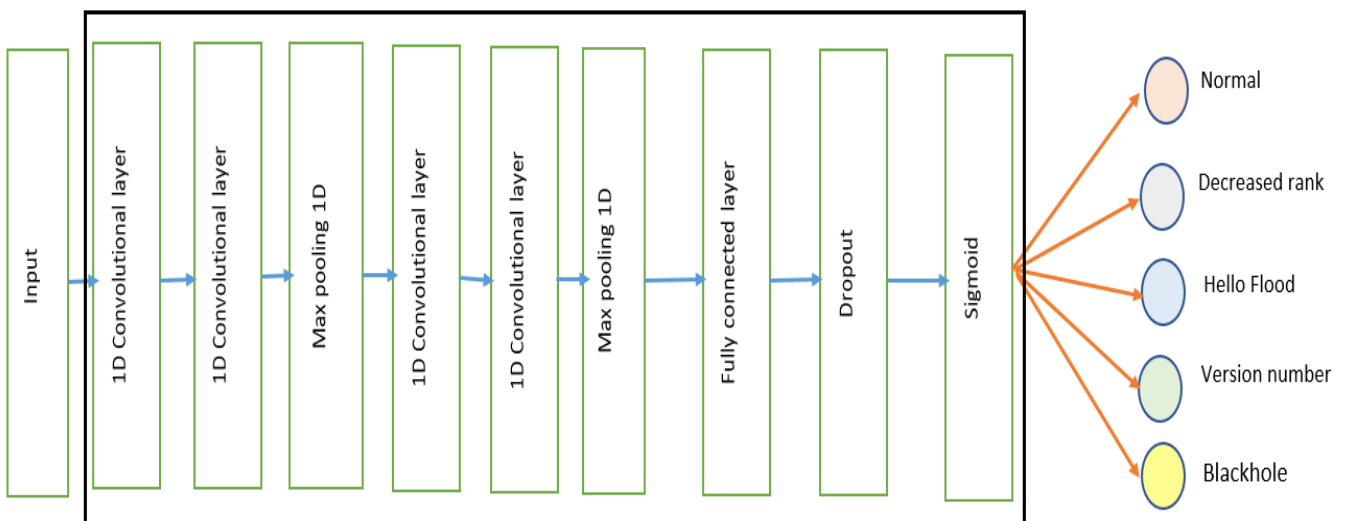 Input
1D Convolutional layer
1D Convolutional layer
Max pooling 1D
1D Convolutional layer
1D Convolutional layer
Max pooling 1D
Fully connected layer
Dropout
Sigmoid
Normal
Decreased rank
Hello Flood
Version number
Blackhole